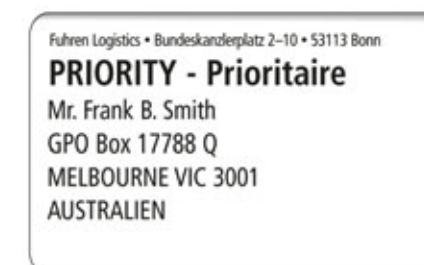 Fuhren Logistics • Bundeskanzlerplatz 2–10 • 53113 Bonn
PRIORITY - Prioritaire
Mr. Frank B. Smith
GPO Box 17788 Q
MELBOURNE VIC 3001
AUSTRALIEN